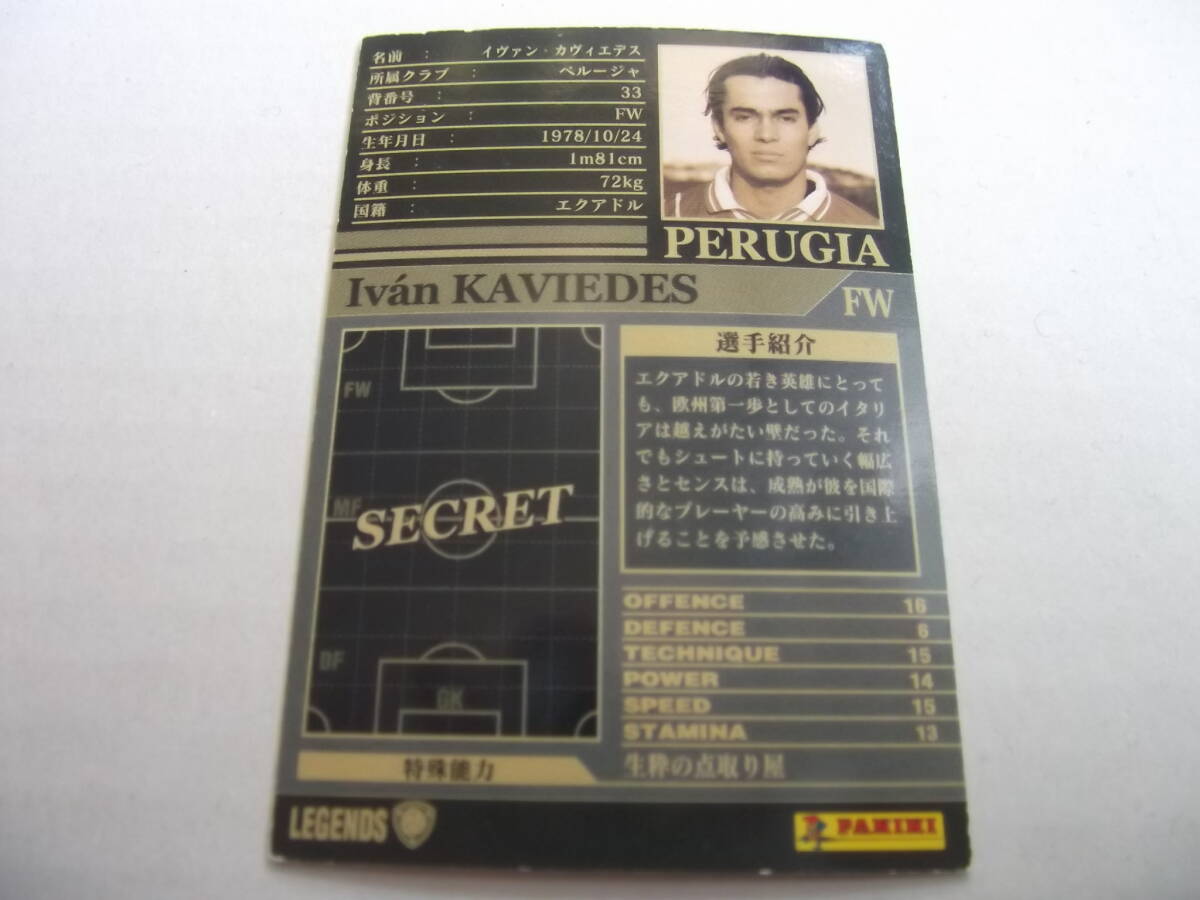 名前 : イヴァン・カヴィエデス
所属クラブ : ペルージャ
背番号 : 33
ポジション : FW
生年月日 : 1978/10/24
身長 : 1m81cm
体重 : 72kg
国籍 : エクアドル
PERUGIA
Iván KAVIEDES
FW
FW
MF
SECRET
DF
GK
選手紹介
エクアドルの若き英雄にとって
も、欧州第一歩としてのイタリ
アは越えがたい壁だった。それ
でもシュートに持っていく幅広
さとセンスは、成熟が彼を国際
的なプレーヤーの高みに引き上
げることを予感させた。
OFFENCE 16
DEFENCE 6
TECHNIQUE 15
POWER 14
SPEED 15
STAMINA 13
特殊能力 生粋の点取り屋
LEGENDS
PANINI